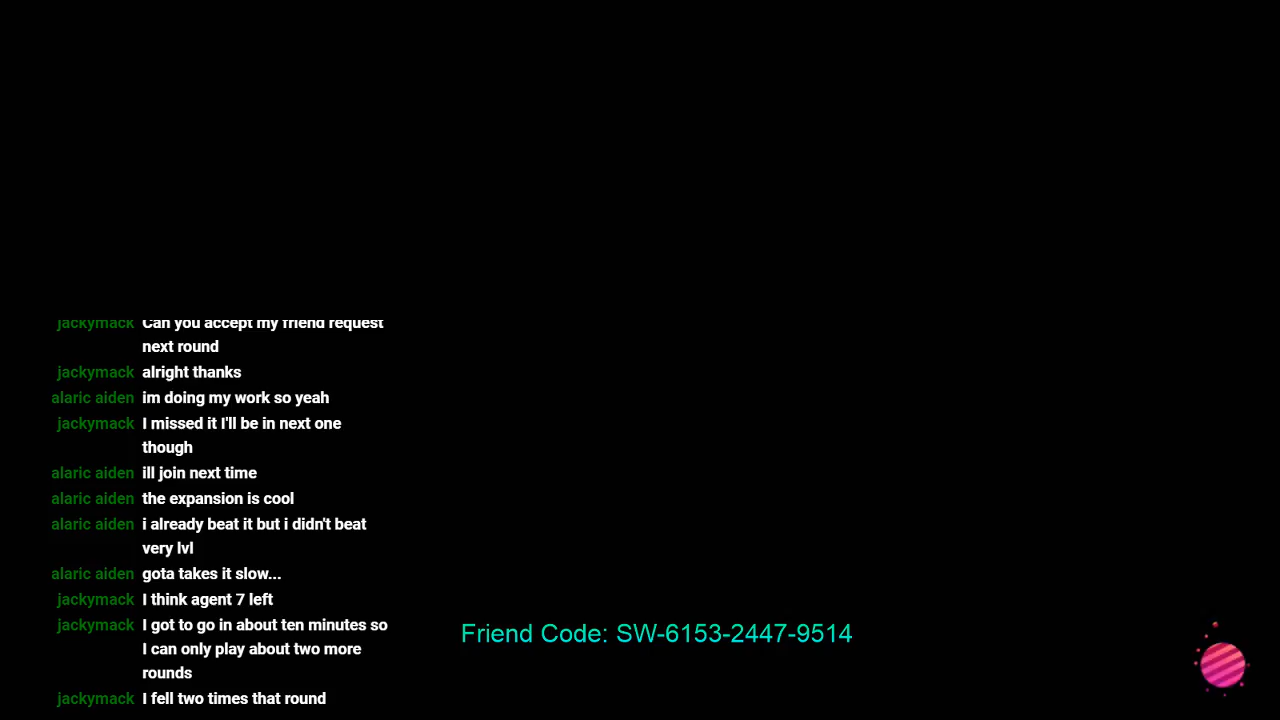 jackymack Can you accept my friend request
next round
jackymack alright thanks
alaric aiden im doing my work so yeah
jackymack I missed it I'll be in next one
though
alaric aiden ill join next time
alaric aiden the expansion is cool
alaric aiden i already beat it but i didn't beat
very lvl
alaric aiden gota takes it slow...
jackymack I think agent 7 left
jackymack I got to go in about ten minutes so
I can only play about two more
rounds
jackymack I fell two times that round
Friend Code: SW-6153-2447-9514